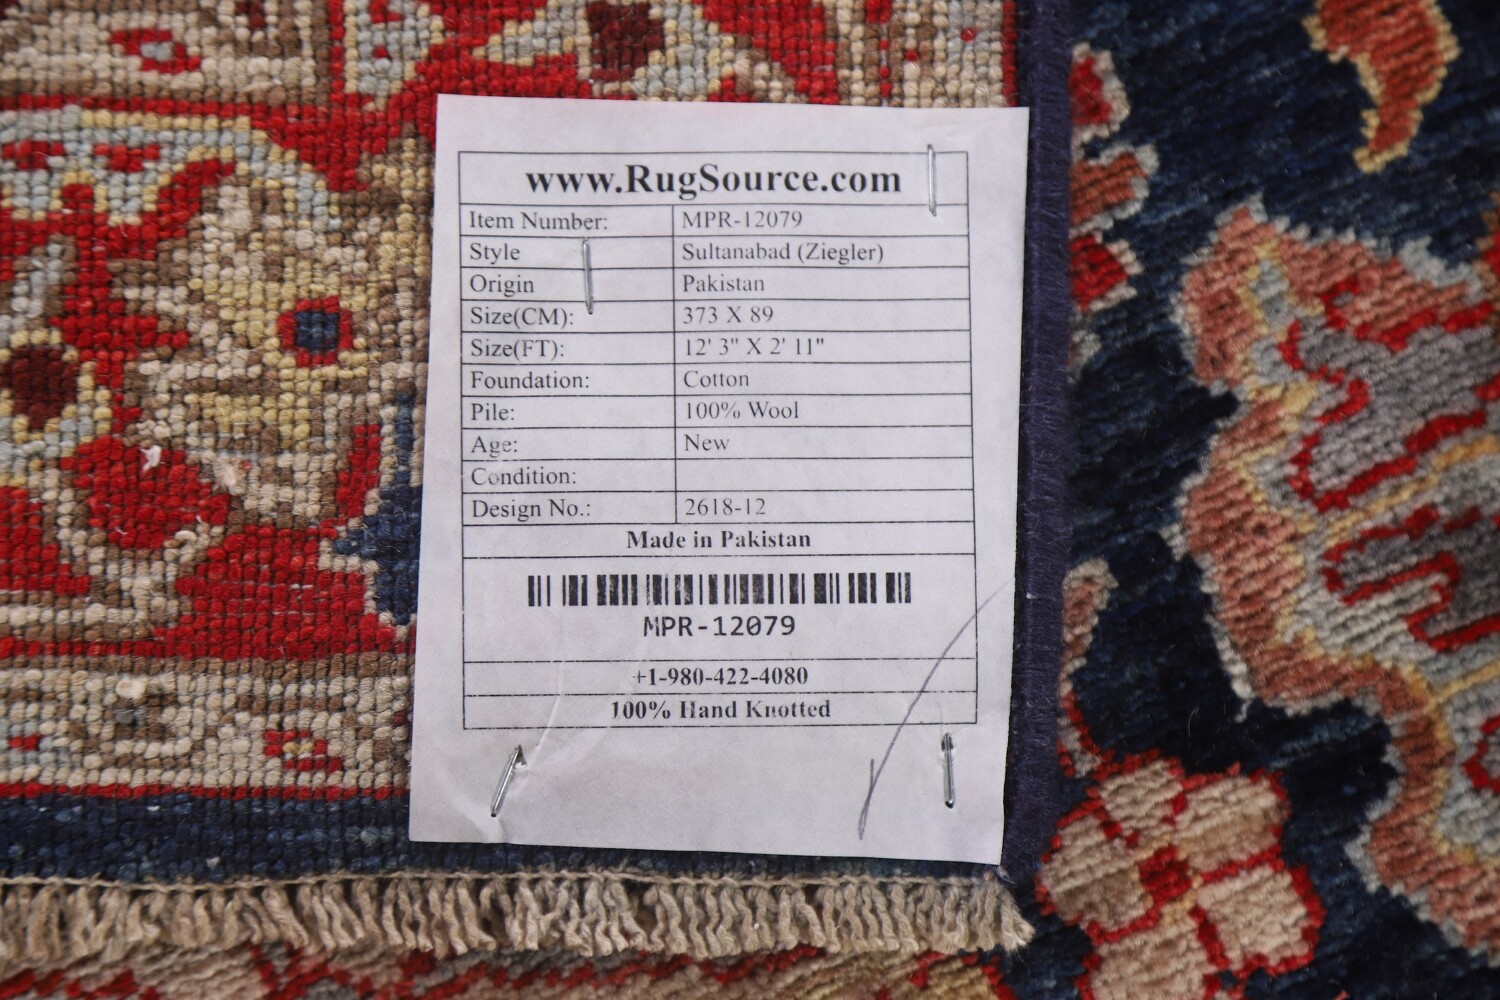 www.RugSource.com
Item Number: MPR-12079
Style Sultanabad (Ziegler)
Origin Pakistan
Size(CM): 373 X 89
Size(FT): 12' 3" X 2' 11"
Foundation: Cotton
Pile: 100% Wool
Age: New
Condition:
Design No.: 2618-12
Made in Pakistan
MPR-12079
+1-980-422-4080
100% Hand Knotted